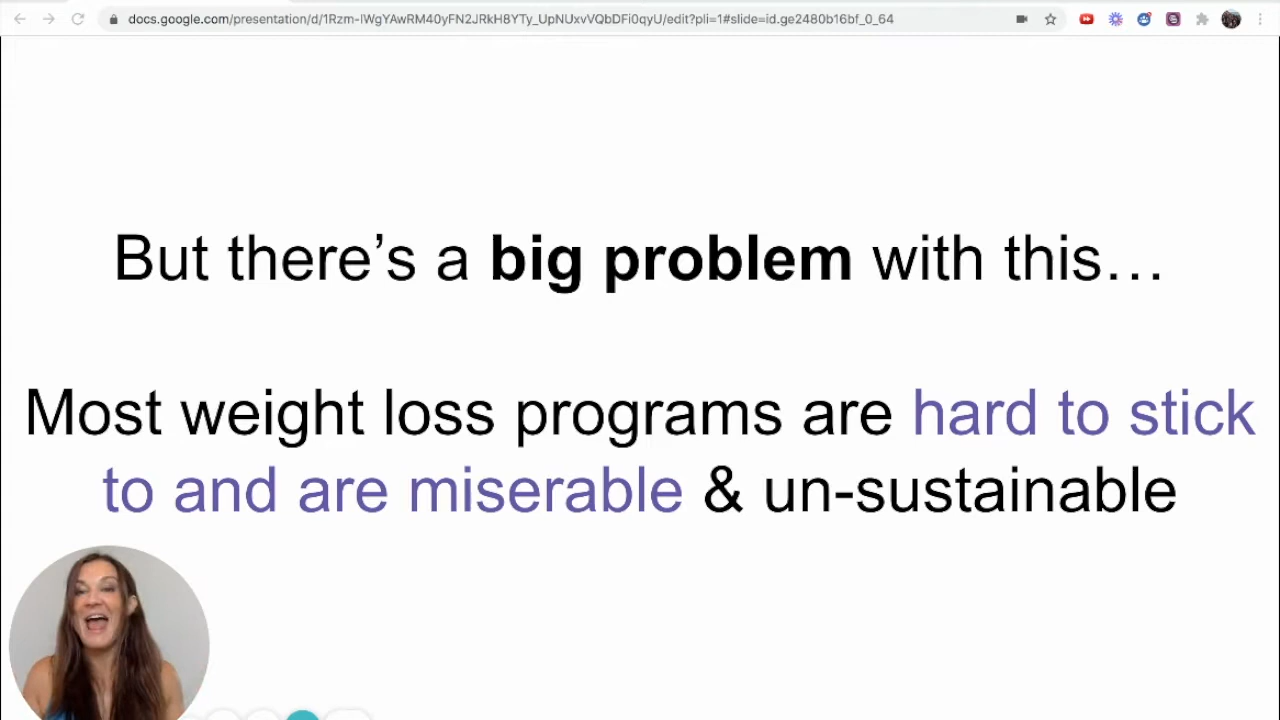 docs.google.com/presentation/d/1Rzm-IWgYAwRM40yFN2JRkH8YTy_UpNUxvVQbDFi0qyU/edit?pli=1#slide=id.ge2480b16bf_0_64
But there’s a big problem with this…
Most weight loss programs are hard to stick
to and are miserable & un-sustainable